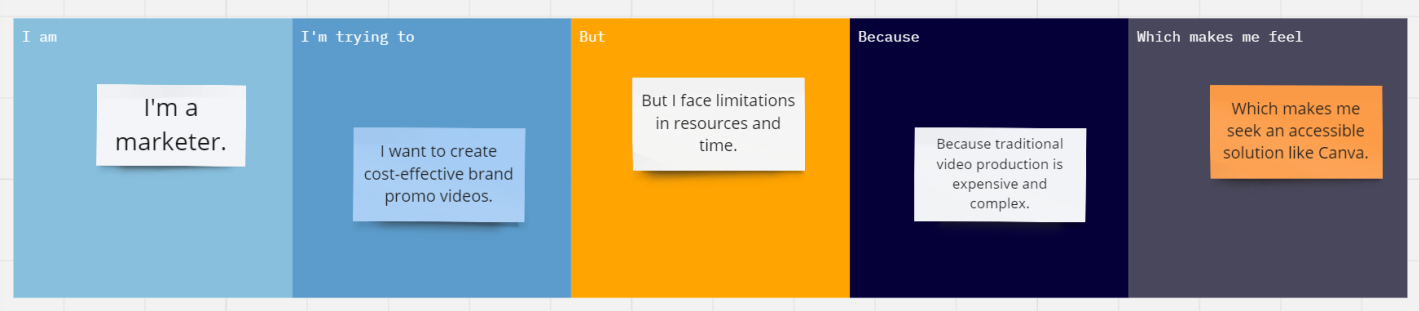 I am
I'm a
marketer.
I'm trying to
I want to create
cost-effective brand
promo videos.
But
But I face limitations
in resources and
time.
Because
Because traditional
video production is
expensive and
complex.
Which makes me feel
Which makes me
seek an accessible
solution like Canva.